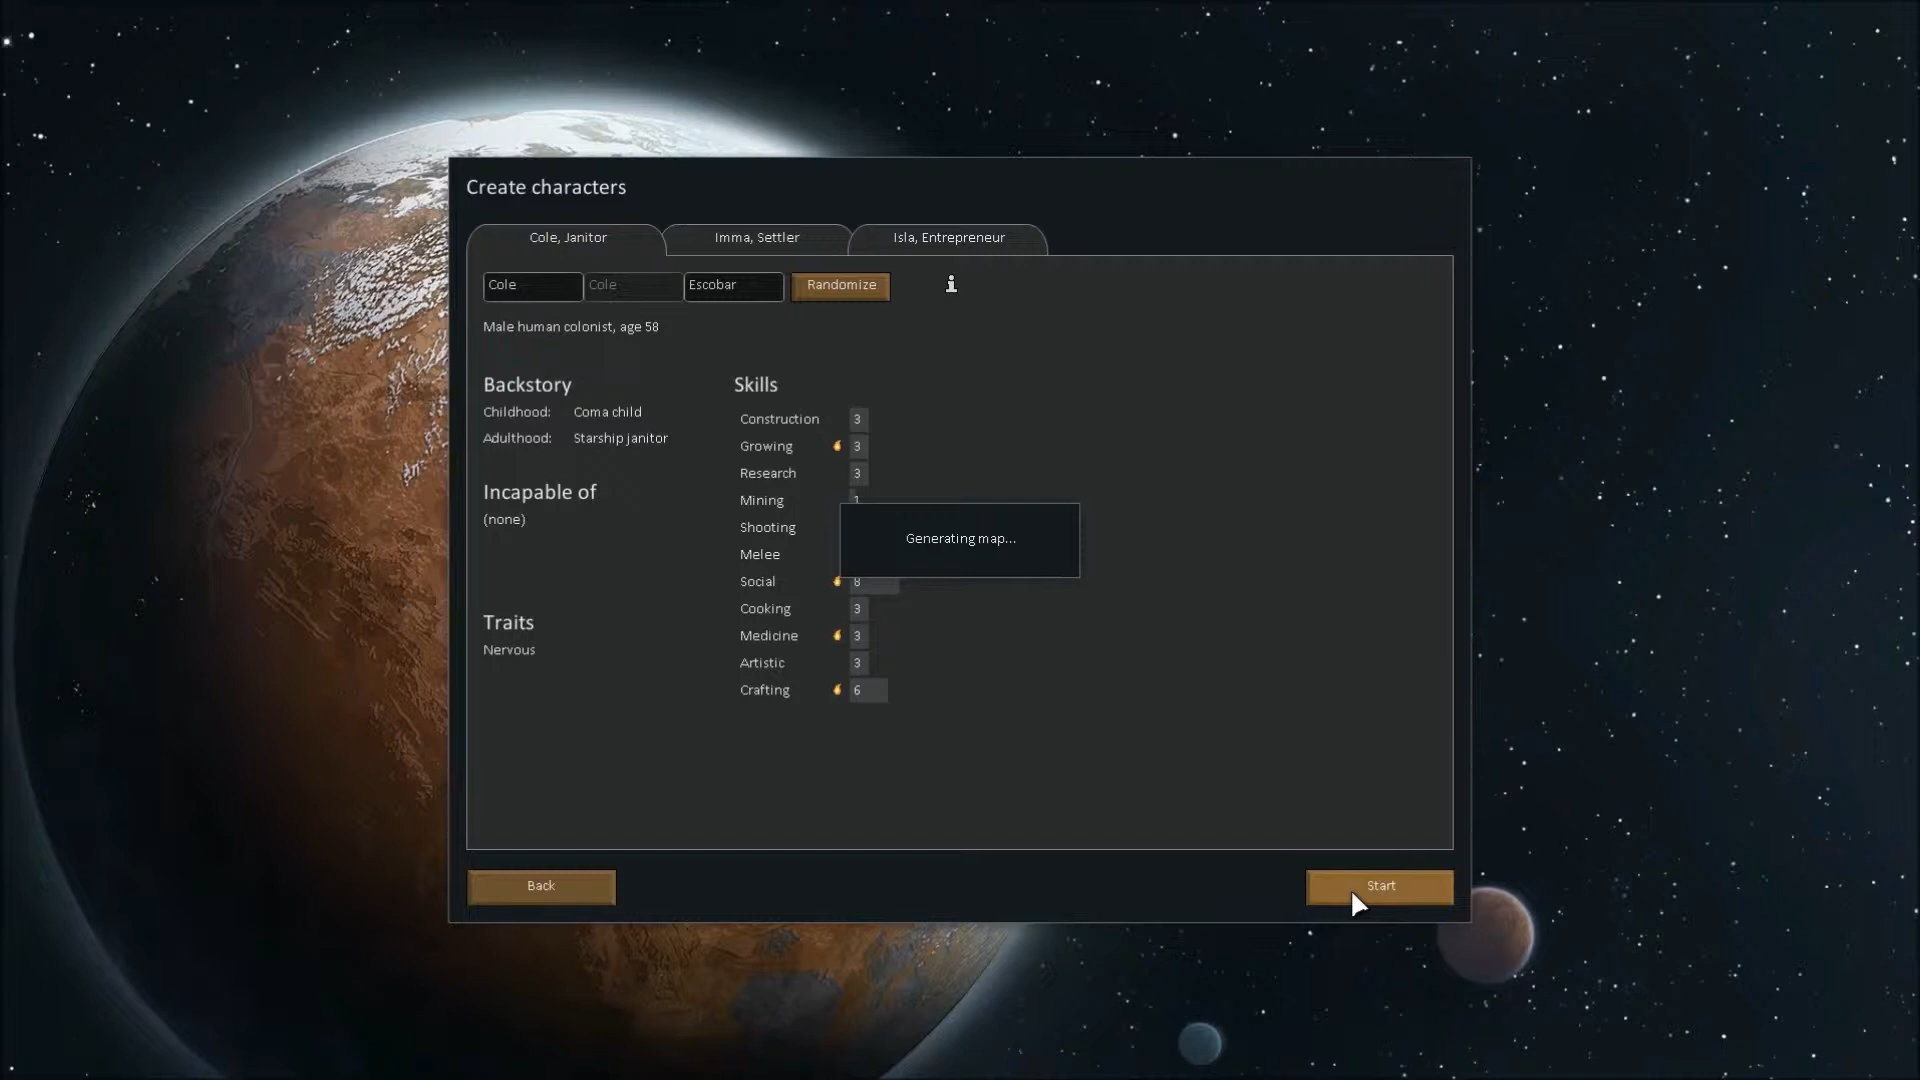 Create characters
Cole, Janitor
Imma, Settler
Isla, Entrepreneur
Cole
Cole
Escobar
Randomize
Male human colonist, age 58
Backstory
Childhood: Coma child
Adulthood: Starship janitor
Incapable of
(none)
Traits
Nervous
Skills
Construction 3
Growing 3
Research 3
Mining 1
Shooting
Melee
Social 8
Cooking 3
Medicine 3
Artistic 3
Crafting 6
Generating map...
Back
Start